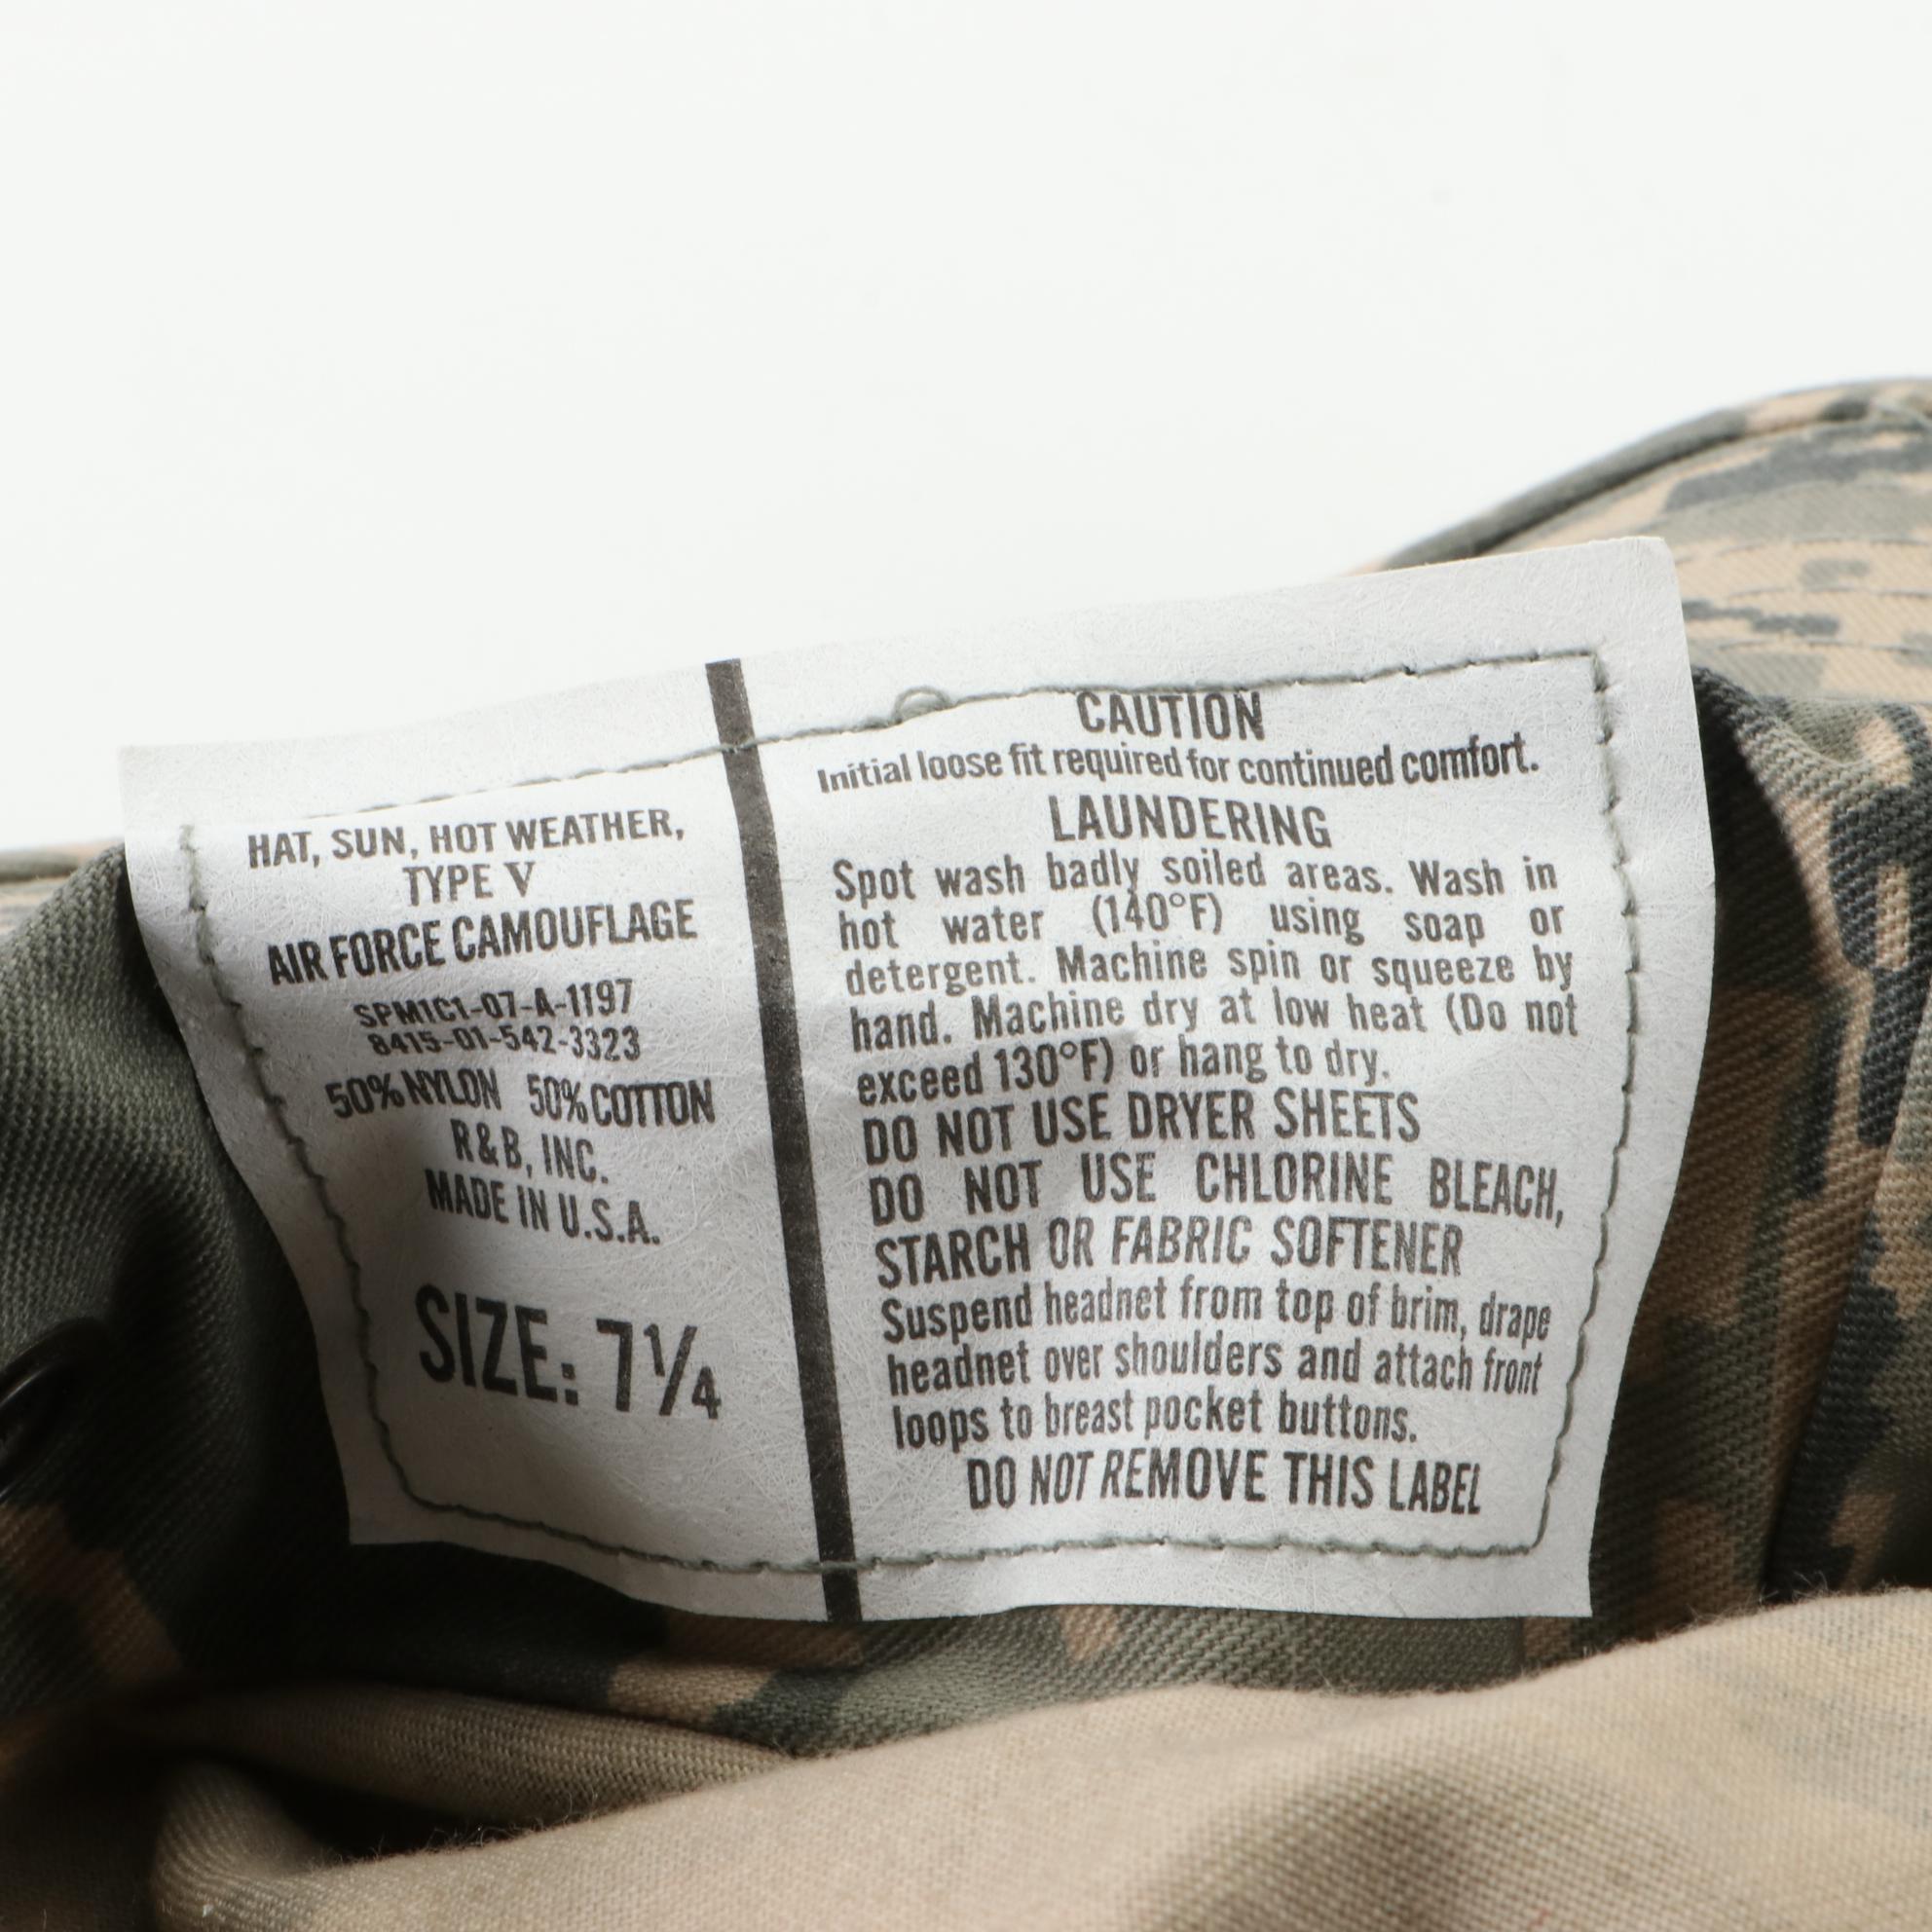 HAT, SUN, HOT WEATHER,
TYPE V
AIR FORCE CAMOUFLAGE
SPM1C1-07-A-1197
8415-01-542-3323
50% NYLON 50% COTTON
R&B, INC.
MADE IN U.S.A.
SIZE: 7¼
CAUTION
Initial loose fit required for continued comfort.
LAUNDERING
Spot wash badly soiled areas. Wash in
hot water (140°F) using soap or
detergent. Machine spin or squeeze by
hand. Machine dry at low heat (Do not
exceed 130°F) or hang to dry.
DO NOT USE DRYER SHEETS
DO NOT USE CHLORINE BLEACH,
STARCH OR FABRIC SOFTENER
Suspend headnet from top of brim, drape
headnet over shoulders and attach front
loops to breast pocket buttons.
DO NOT REMOVE THIS LABEL